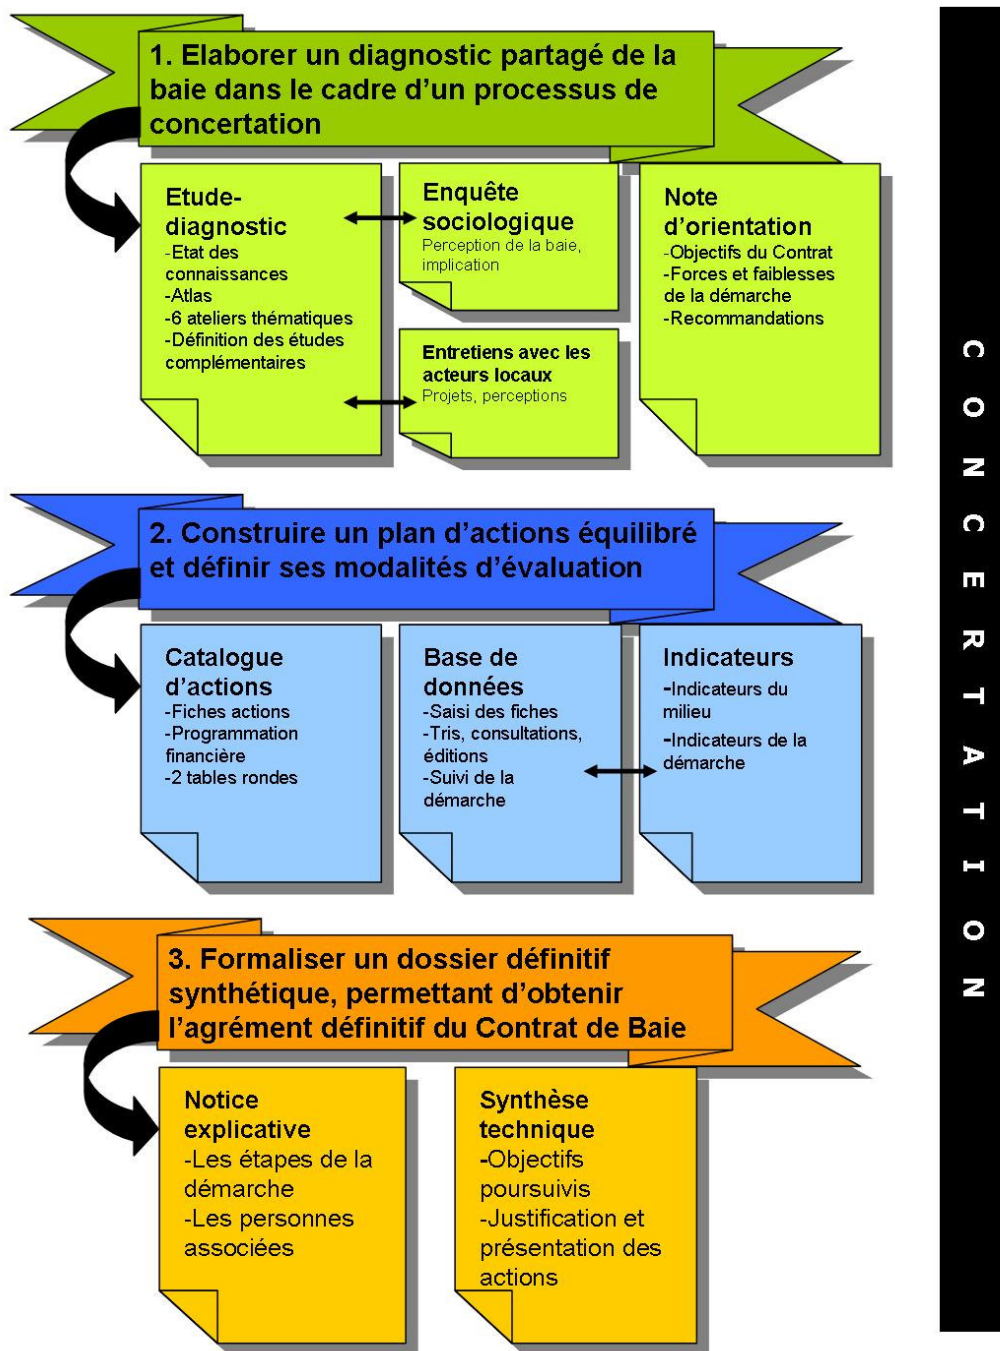 1. Elaborer un diagnostic partagé de la
baie dans le cadre d'un processus de
concertation
Etude-
diagnostic
-Etat des
connaissances
-Atlas
-6 ateliers thématiques
-Définition des études
complémentaires
Enquête
sociologique
Perception de la baie,
implication
Entretiens avec les
acteurs locaux
Projets, perceptions
Note
d'orientation
-Objectifs du Contrat
-Forces et faiblesses
de la démarche
-Recommandations
2. Construire un plan d'actions équilibré
et définir ses modalités d'évaluation
Catalogue
d'actions
-Fiches actions
-Programmation
financière
-2 tables rondes
Base de
données
-Saisi des fiches
-Tris, consultations,
éditions
-Suivi de la
démarche
Indicateurs
-Indicateurs du
milieu
-Indicateurs de la
démarche
3. Formaliser un dossier définitif
synthétique, permettant d'obtenir
l'agrément définitif du Contrat de Baie
Notice
explicative
-Les étapes de la
démarche
-Les personnes
associées
Synthèse
technique
-Objectifs
poursuivis
-Justification et
présentation des
actions
CONCERTATION